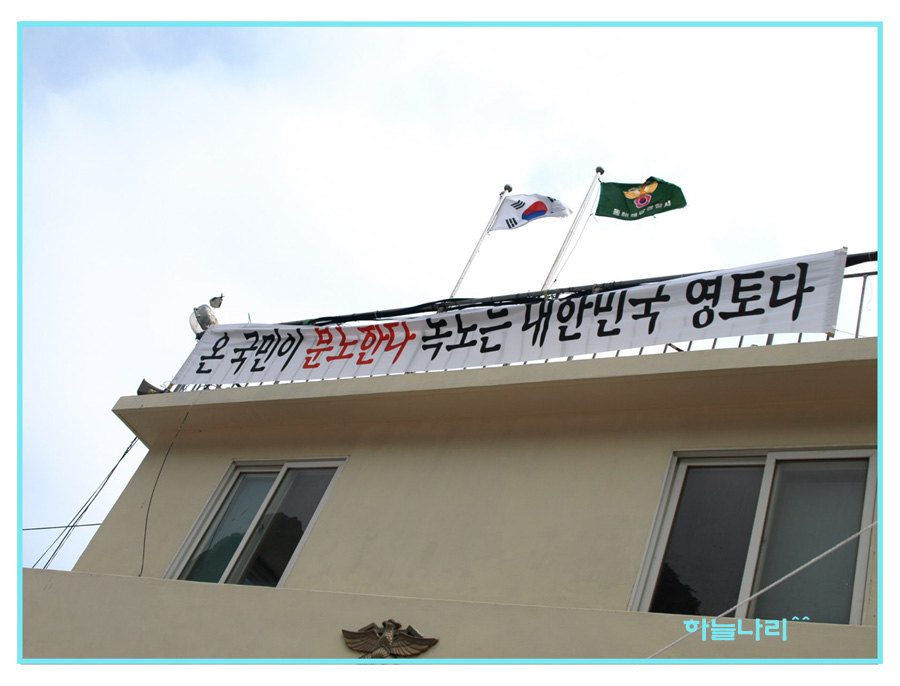 온 국민이 분노한다 독노는 대한민국 영토다
하늘나리^^